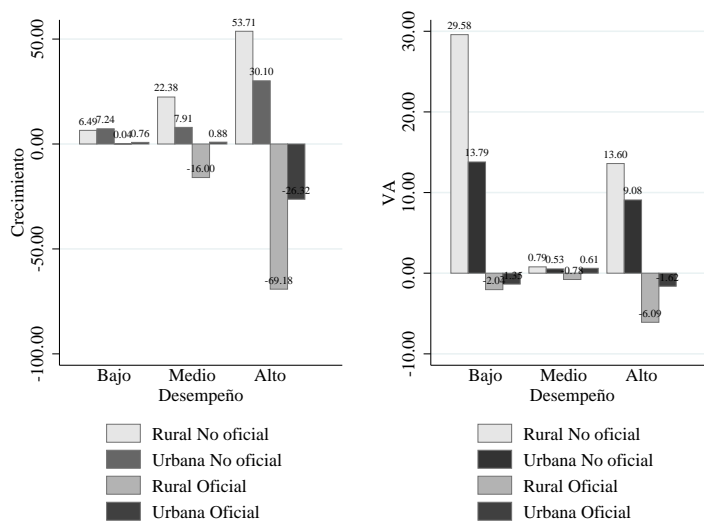 53.71
50.00
30.10
22.38
6.49
7.24
0.04
0.76
7.91
0.88
0.00
-16.00
-26.32
-50.00
-69.18
-100.00
Crecimiento
Bajo Medio Alto
Desempeño
Rural No oficial
Urbana No oficial
Rural Oficial
Urbana Oficial
30.00
29.58
20.00
13.79
13.60
10.00
9.08
0.79
0.53
0.61
0.00
-0.78
-2.04
-1.35
-1.62
-6.09
-10.00
VA
Bajo Medio Alto
Desempeño
Rural No oficial
Urbana No oficial
Rural Oficial
Urbana Oficial